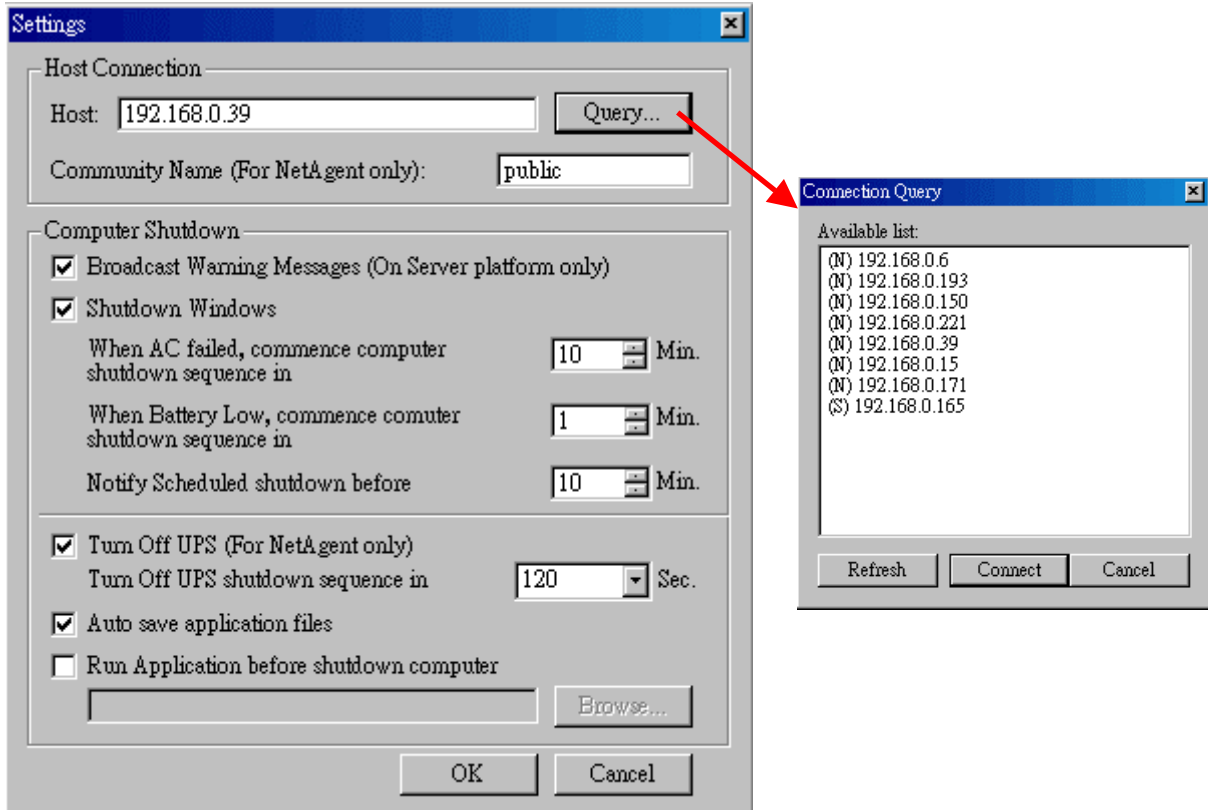 Settings
Host Connection
Host: 192.168.0.39 Query...
Community Name (For NetAgent only): public
Computer Shutdown
Broadcast Warning Messages (On Server platform only)
Shutdown Windows
When AC failed, commence computer
shutdown sequence in
10 Min.
When Battery Low, commence comuter
shutdown sequence in
1 Min.
Notify Scheduled shutdown before 10 Min.
Turn Off UPS (For NetAgent only)
Turn Off UPS shutdown sequence in 120 Sec.
Auto save application files
Run Application before shutdown computer
Browse...
OK Cancel
Connection Query
Available list:
(N) 192.168.0.6
(N) 192.168.0.193
(N) 192.168.0.150
(N) 192.168.0.221
(N) 192.168.0.39
(N) 192.168.0.15
(N) 192.168.0.171
(S) 192.168.0.165
Refresh Connect Cancel